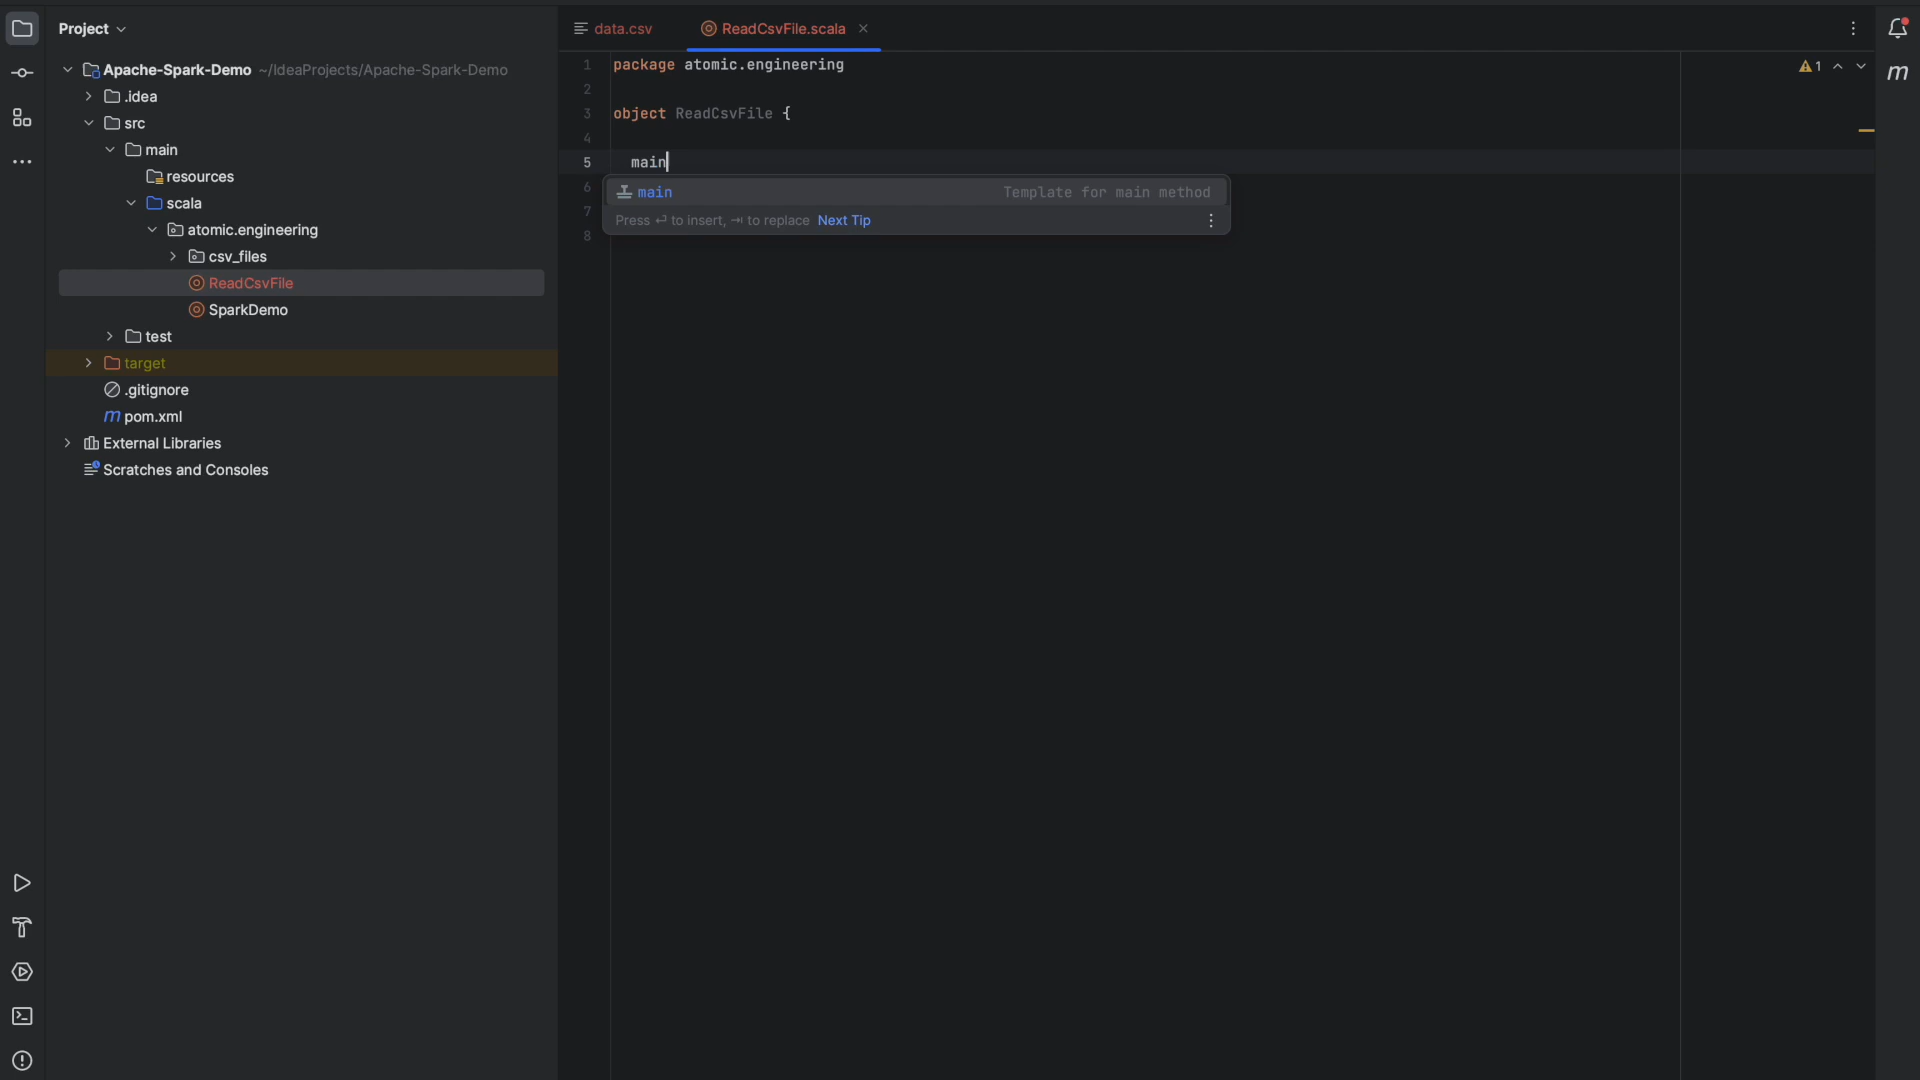 Project
Apache-Spark-Demo ~/IdeaProjects/Apache-Spark-Demo
.idea
src
main
resources
scala
atomic.engineering
csv_files
ReadCsvFile
SparkDemo
test
target
.gitignore
m pom.xml
External Libraries
Scratches and Consoles
data.csv
ReadCsvFile.scala
1 package atomic.engineering
2
3 object ReadCsvFile {
4
5 main
6
7
8
main Template for main method
Press ⏎ to insert, ⇥ to replace Next Tip
1
m